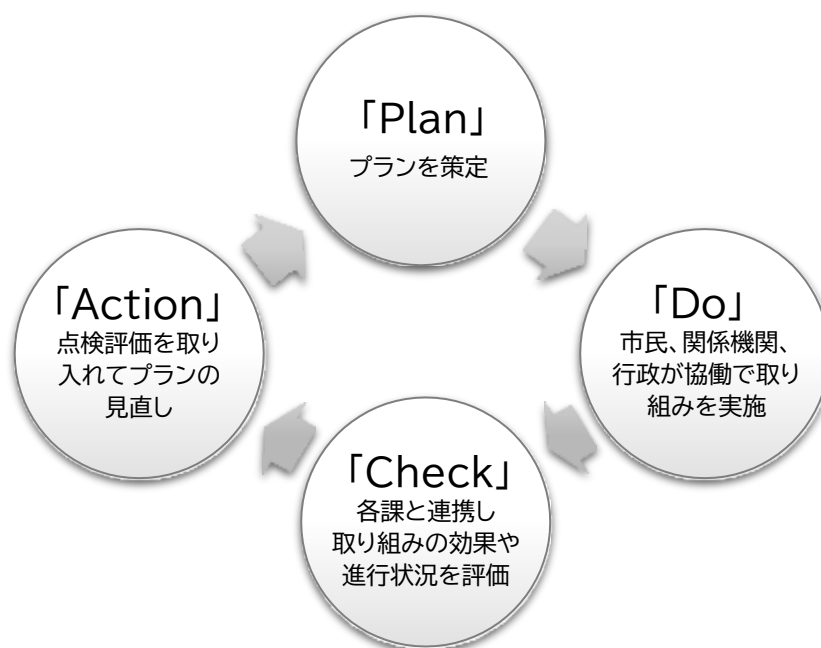 「Plan」
プランを策定
「Do」
市民、関係機関、
行政が協働で取り
組みを実施
「Check」
各課と連携し
取り組みの効果や
進行状況を評価
「Action」
点検評価を取り
入れてプランの
見直し